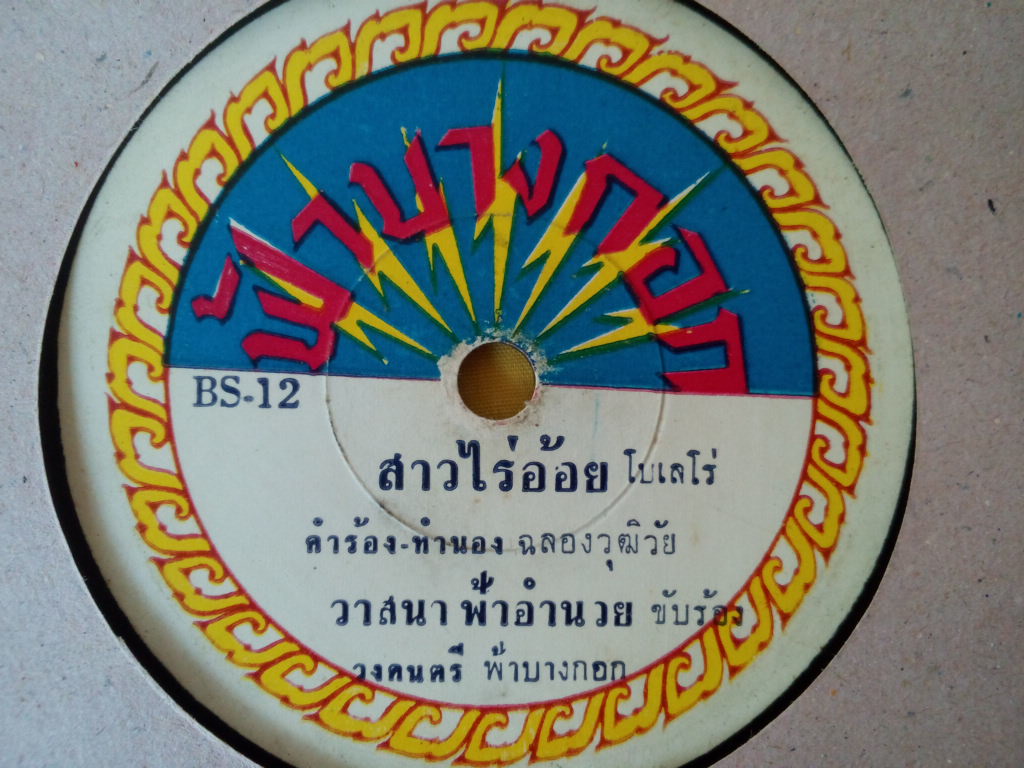 ฟ้าบางกอก
BS-12
สาวไร่อ้อย โบเลโร่
คำร้อง-ทำนอง ฉลองวุฒิวัย
วาสนา ฟ้าอำนวย ขับร้อง
วงดนตรี ฟ้าบางกอก